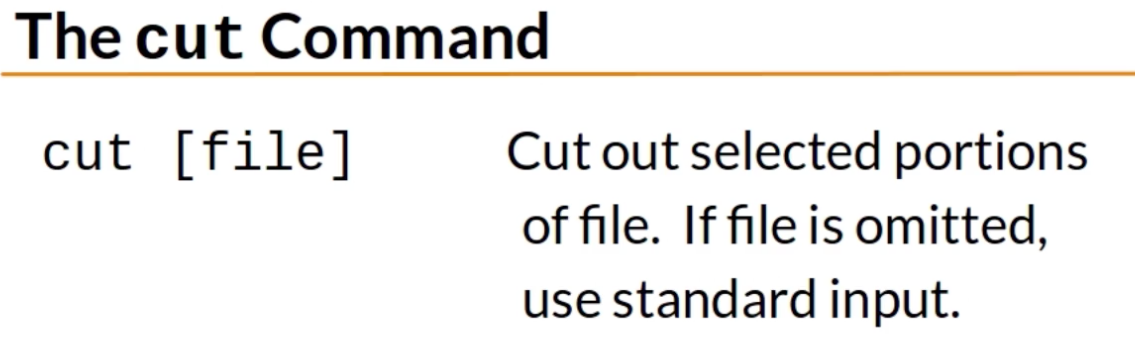 The cut Command
cut [file] Cut out selected portions
of file. If file is omitted,
use standard input.